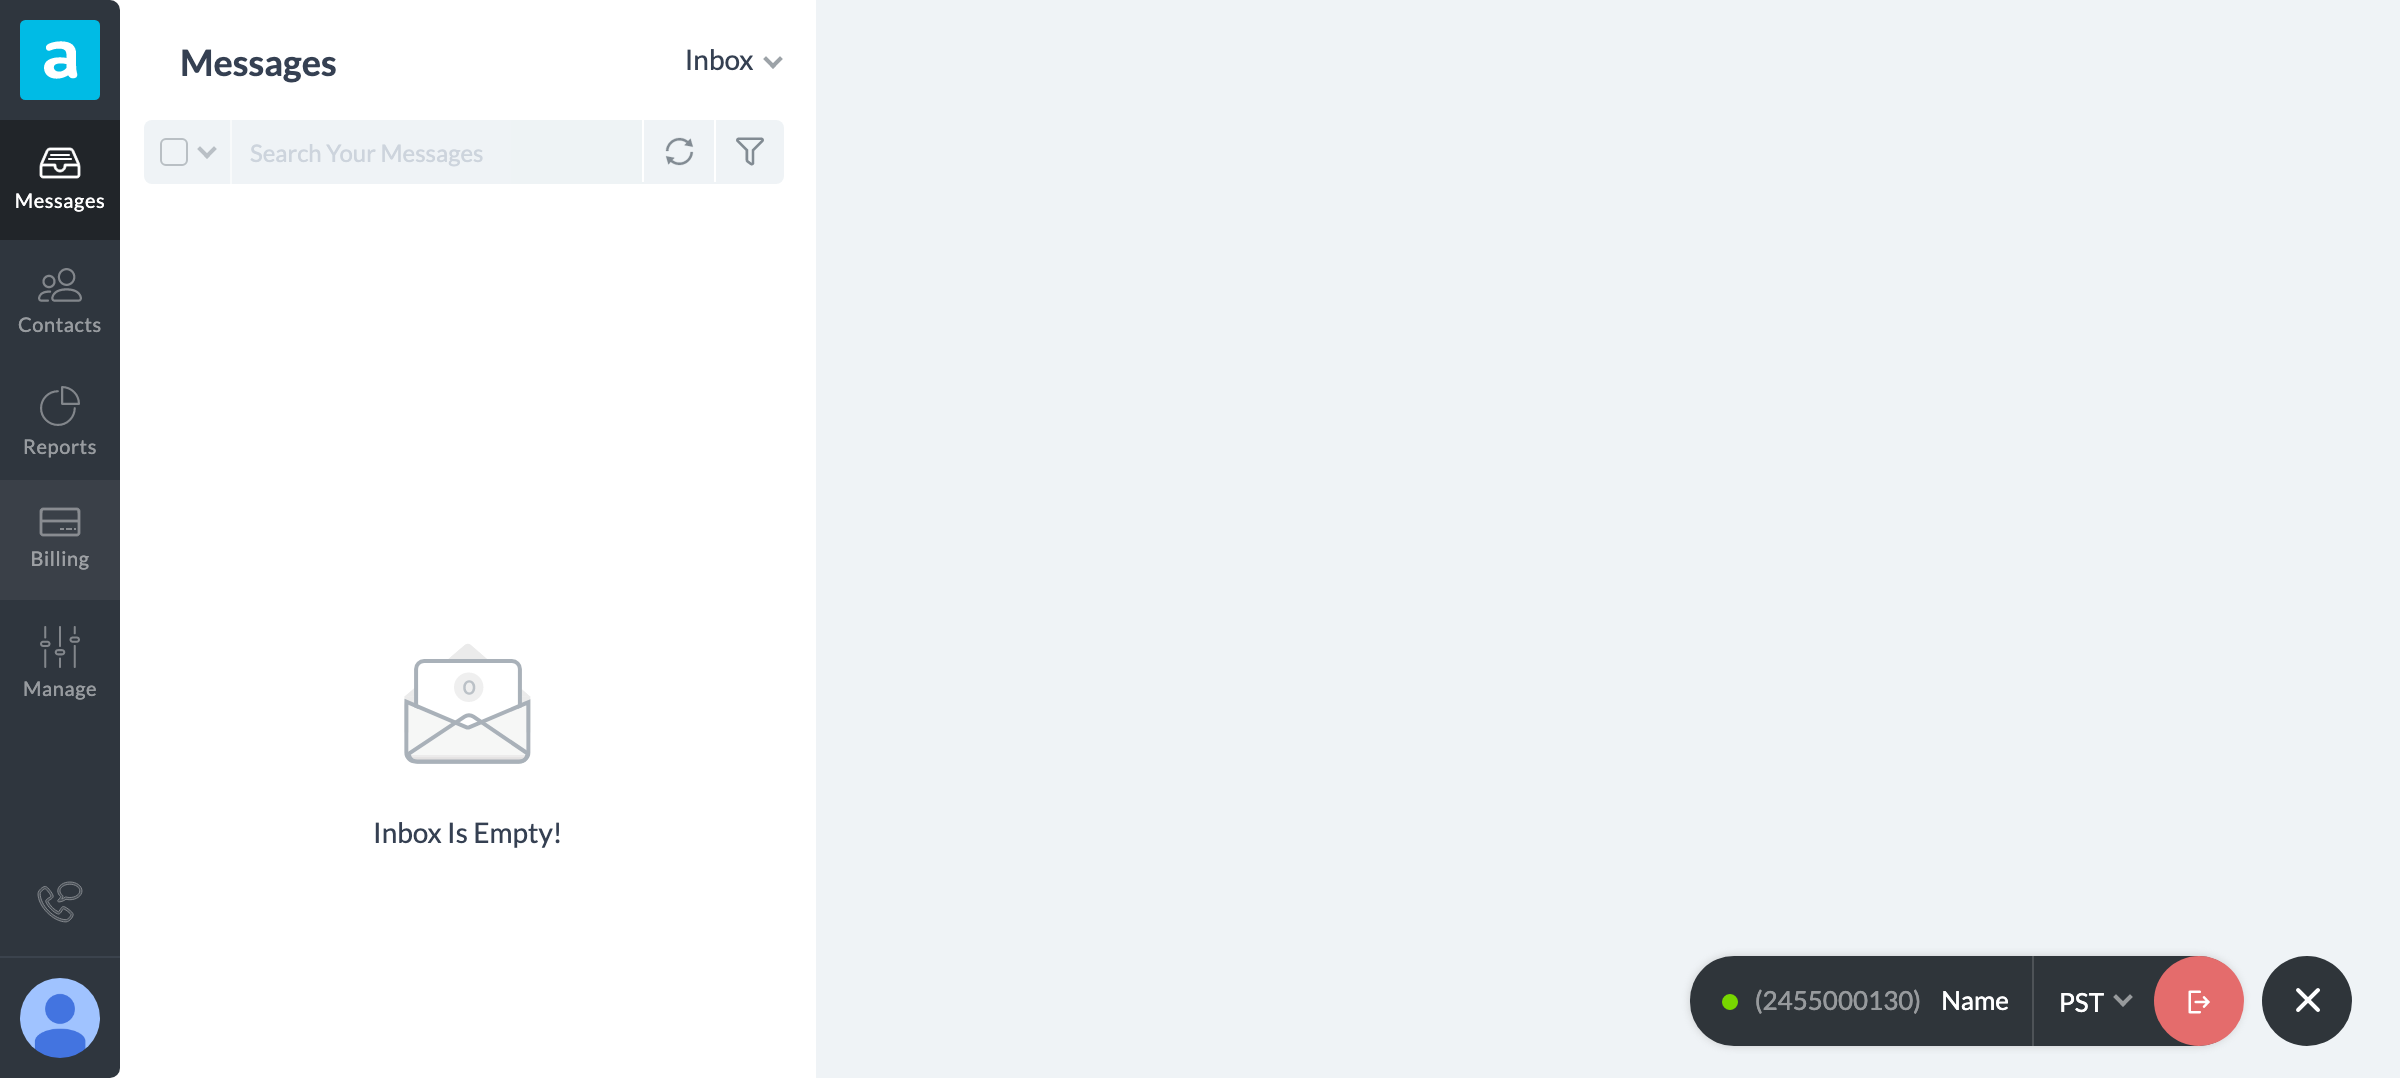 a
Messages
Contacts
Reports
Billing
Manage
Messages
Inbox
Search Your Messages
0
Inbox Is Empty!
(2455000130) Name
PST